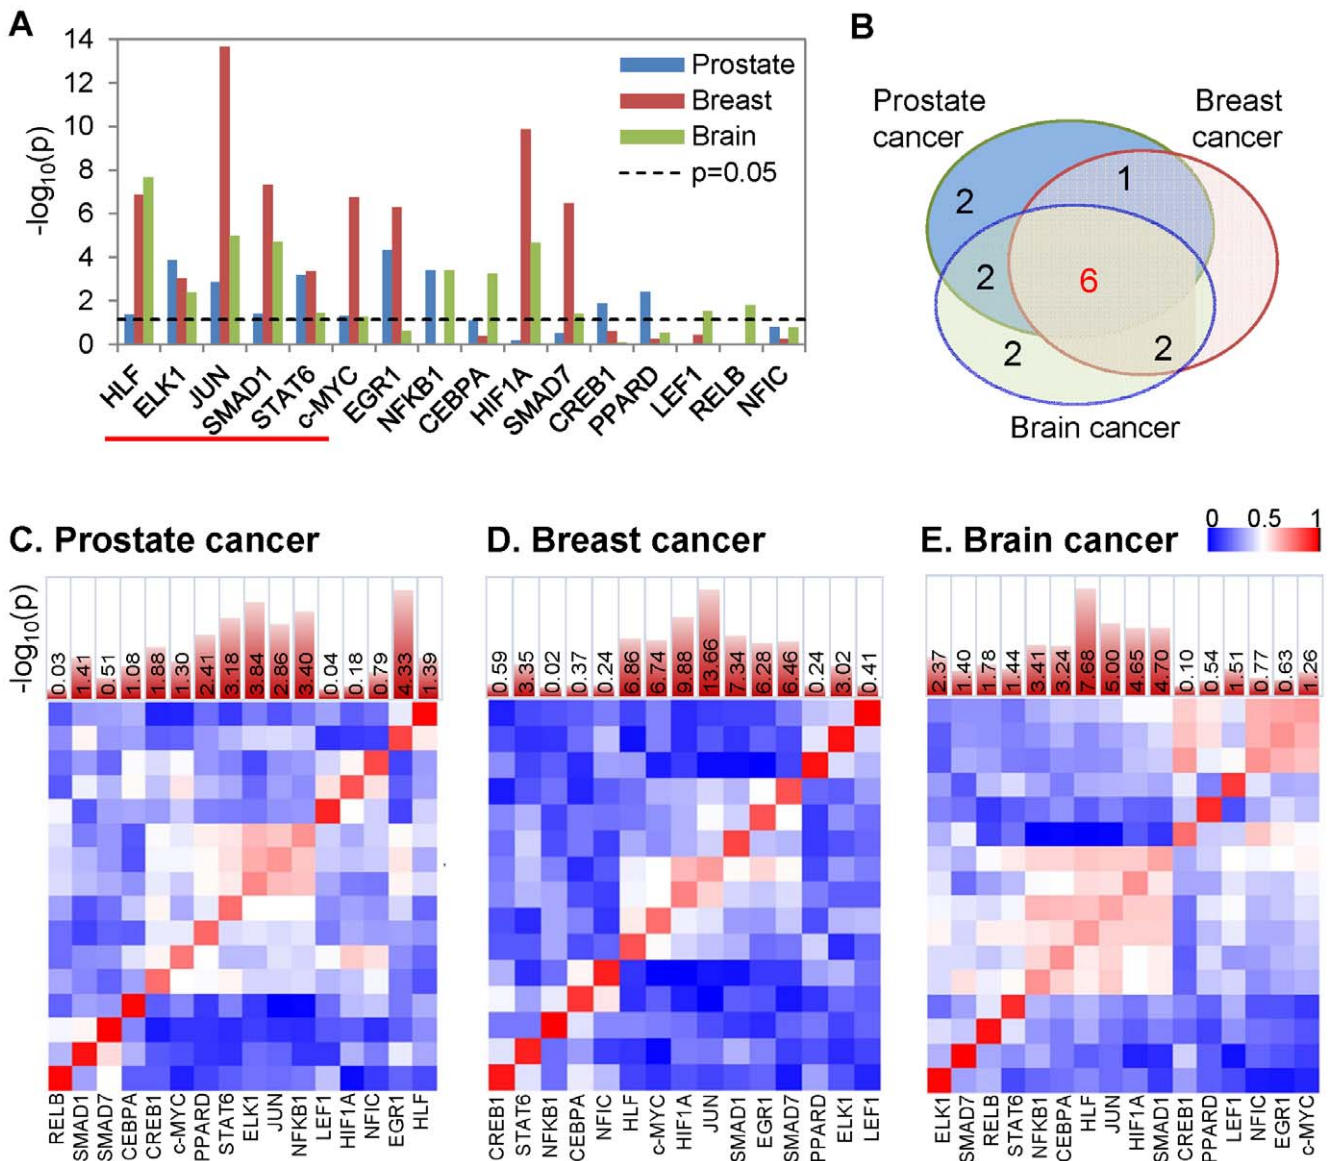 A
14
12
10
8
6
4
2
0
-log10(p)
Prostate
Breast
Brain
p=0.05
HLF
ELK1
JUN
SMAD1
STAT6
c-MYC
EGR1
NFKB1
CEBPA
HIF1A
SMAD7
CREB1
PPARD
LEF1
RELB
NFIC
B
Prostate
cancer
Breast
cancer
2
1
2
6
2
2
Brain cancer
C. Prostate cancer
-log10(p)
0.03 1.41 0.51 1.08 1.88 1.30 2.41 3.18 3.84 2.86 3.40 0.04 0.18 0.79 4.33 1.39
RELB SMAD1 SMAD7 CEBPA CREB1 c-MYC PPARD STAT6 ELK1 JUN NFKB1 LEF1 HIF1A NFIC EGR1 HLF
D. Breast cancer
0.59 3.35 0.02 0.37 0.24 6.86 6.74 9.88 13.66 7.34 6.28 6.46 0.24 3.02 0.41
CREB1 STAT6 NFKB1 CEBPA NFIC HLF c-MYC HIF1A JUN SMAD1 EGR1 SMAD7 PPARD ELK1 LEF1
E. Brain cancer
0 0.5 1
2.37 1.40 1.78 1.44 3.41 3.24 7.68 5.00 4.65 4.70 0.10 0.54 1.51 0.77 0.63 1.26
ELK1 SMAD7 RELB STAT6 NFKB1 CEBPA HLF JUN HIF1A SMAD1 CREB1 PPARD LEF1 NFIC EGR1 c-MYC